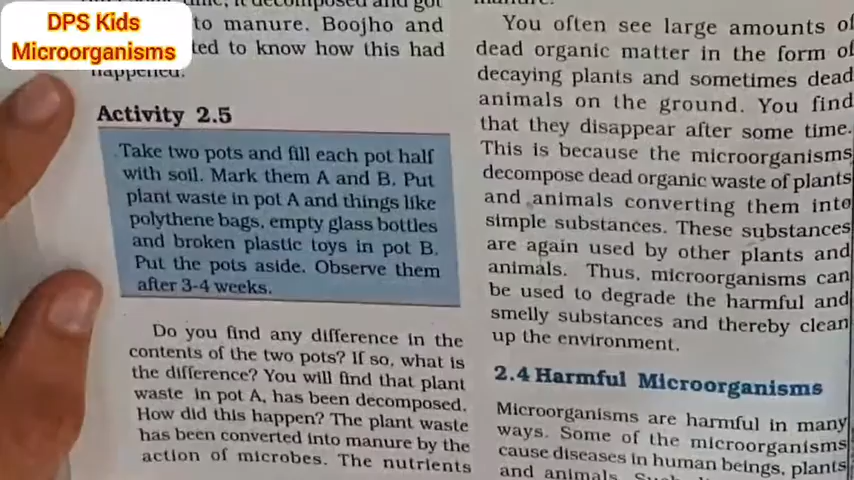 DPS Kids
Microorganisms
it decomposed and got
to manure. Boojho and
ted to know how this had
happened.
Activity 2.5
Take two pots and fill each pot half
with soil. Mark them A and B. Put
plant waste in pot A and things like
polythene bags, empty glass bottles
and broken plastic toys in pot B.
Put the pots aside. Observe them
after 3-4 weeks.
Do you find any difference in the
contents of the two pots? If so, what is
the difference? You will find that plant
waste in pot A, has been decomposed.
How did this happen? The plant waste
has been converted into manure by the
action of microbes. The nutrients
manure.
You often see large amounts of
dead organic matter in the form of
decaying plants and sometimes dead
animals on the ground. You find
that they disappear after some time.
This is because the microorganisms
decompose dead organic waste of plants
and animals converting them into
simple substances. These substances
are again used by other plants and
animals. Thus, microorganisms can
be used to degrade the harmful and
smelly substances and thereby clean
up the environment.
2.4 Harmful Microorganisms
Microorganisms are harmful in many
ways. Some of the microorganisms
cause diseases in human beings, plants
and animals.